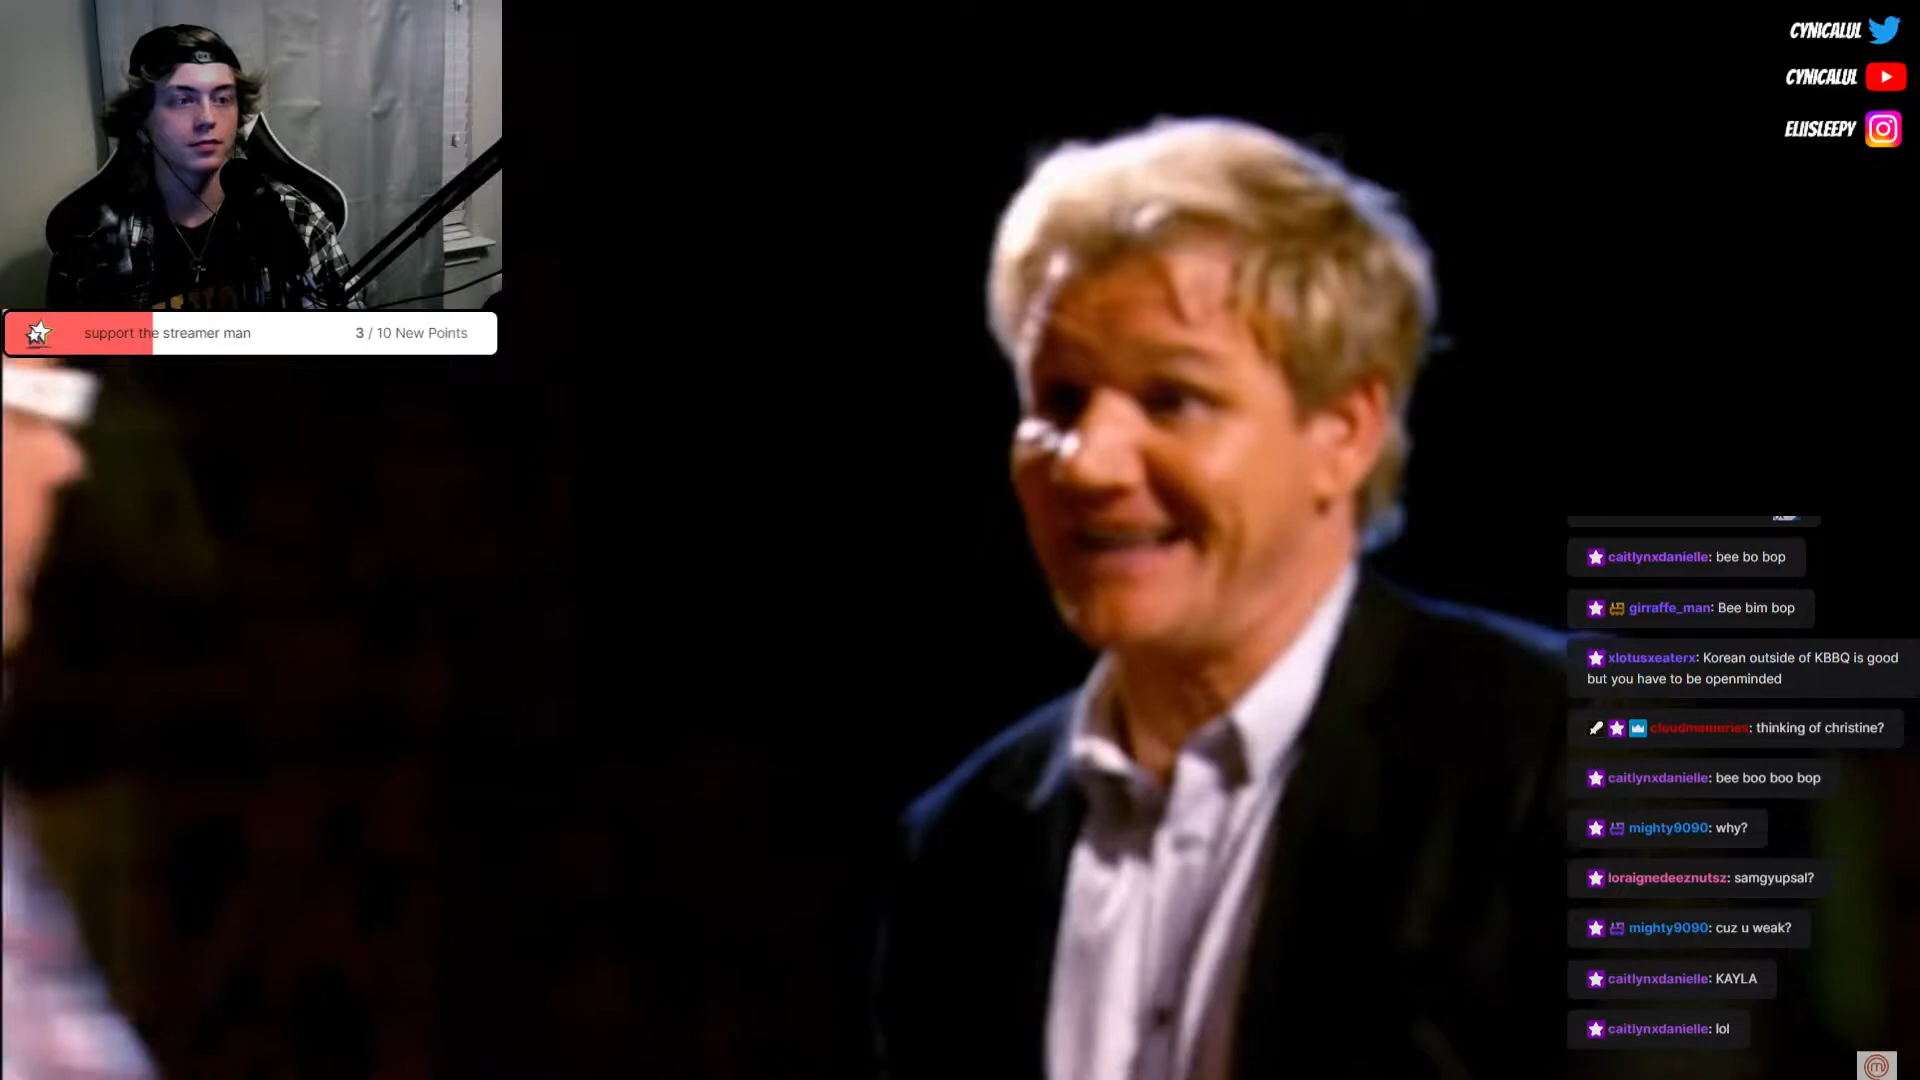 CYNICALUL
CYNICALUL
ELIISLEEPY
support the streamer man 3 / 10 New Points
caitlynxdanielle: bee bo bop
girraffe_man: Bee bim bop
xlotusxeaterx: Korean outside of KBBQ is good
but you have to be openminded
cloudmemeries: thinking of christine?
caitlynxdanielle: bee boo boo bop
mighty9090: why?
loraignedeeznutsz: samgyupsal?
mighty9090: cuz u weak?
caitlynxdanielle: KAYLA
caitlynxdanielle: lol